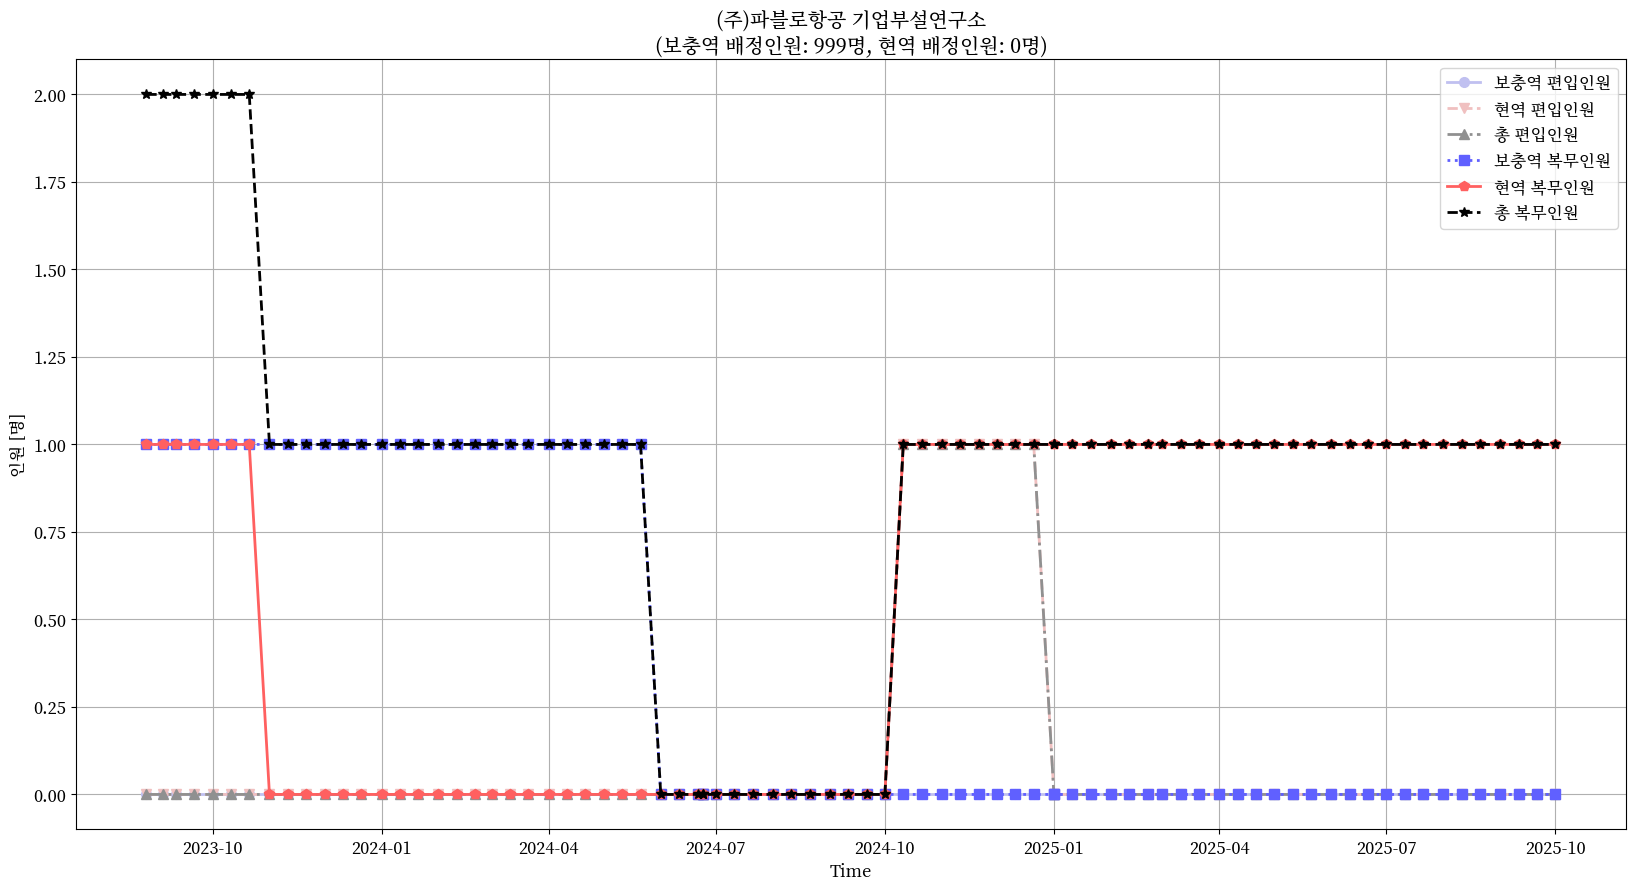 (주)파블로항공 기업부설연구소
(보충역 배정인원: 999명, 현역 배정인원: 0명)
보충역 편입인원
현역 편입인원
총 편입인원
보충역 복무인원
현역 복무인원
총 복무인원
2.00
1.75
1.50
1.25
1.00
0.75
0.50
0.25
0.00
인원 [명]
2023-10 2024-01 2024-04 2024-07 2024-10 2025-01 2025-04 2025-07 2025-10
Time